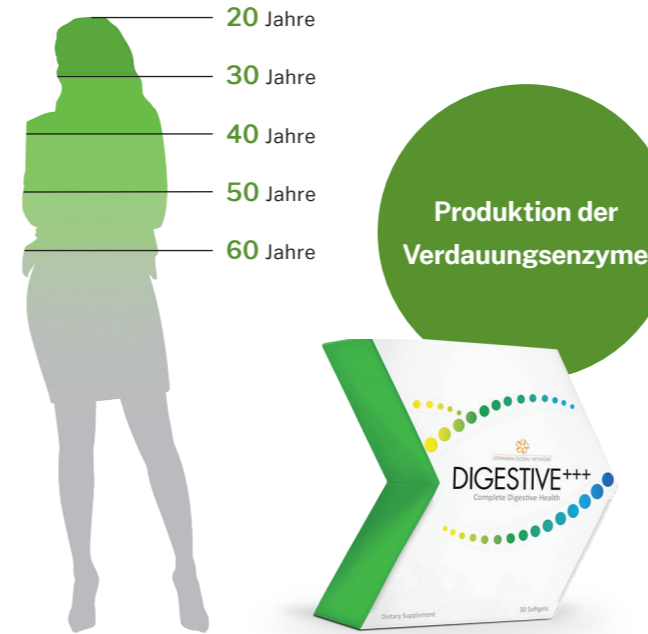 20 Jahre
30 Jahre
40 Jahre
50 Jahre
60 Jahre
Produktion der
Verdauungsenzyme
DIGESTIVE+++
Complete Digestive Health
Dietary Supplement
30 Softgels